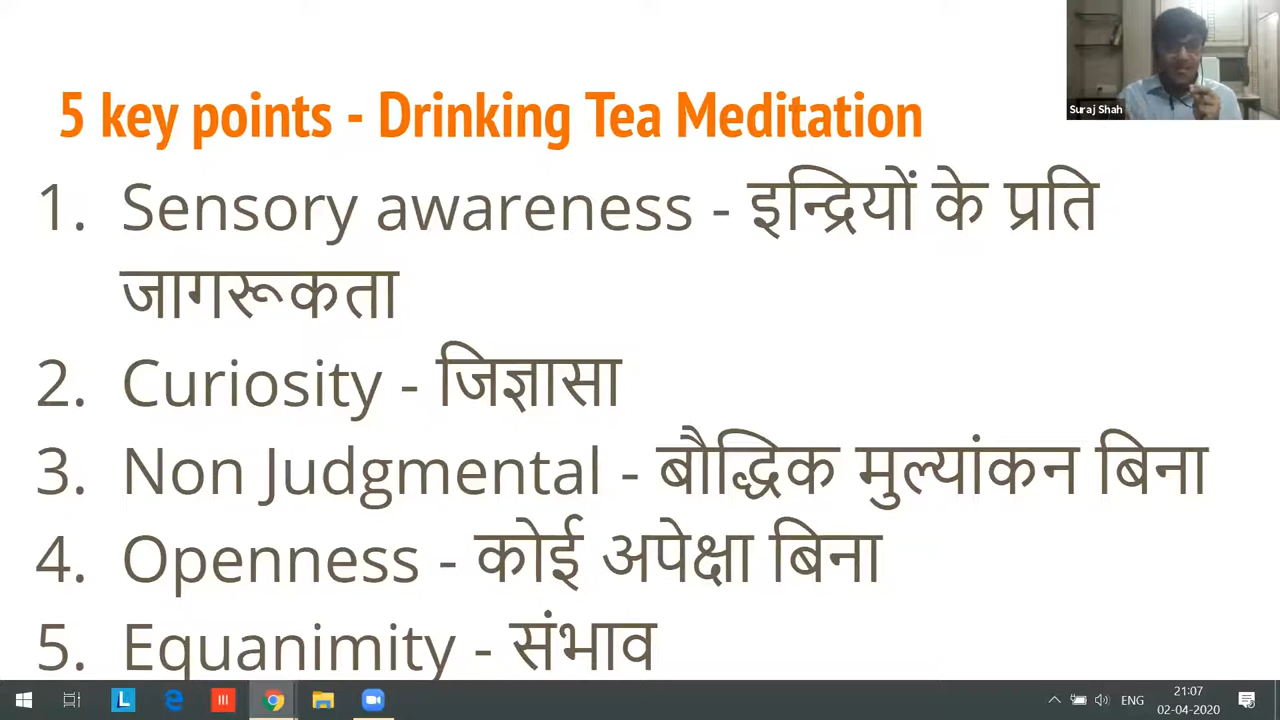 Suraj Shah
5 key points - Drinking Tea Meditation
1. Sensory awareness - इन्द्रियों के प्रति
जागरूकता
2. Curiosity - जिज्ञासा
3. Non Judgmental - बौद्धिक मुल्यांकन बिना
4. Openness - कोई अपेक्षा बिना
5. Equanimity - संभाव
L
ENG
21:07
02-04-2020